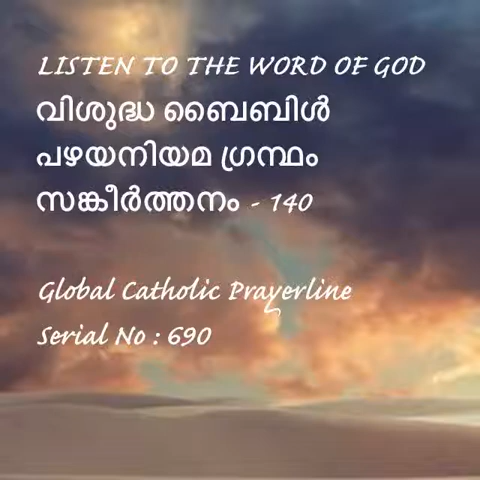 LISTEN TO THE WORD OF GOD
വിശുദ്ധ ബൈബിൾ
പഴയനിയമ ഗ്രന്ഥം
സങ്കീർത്തനം - 140
Global Catholic Prayerline
Serial No : 690